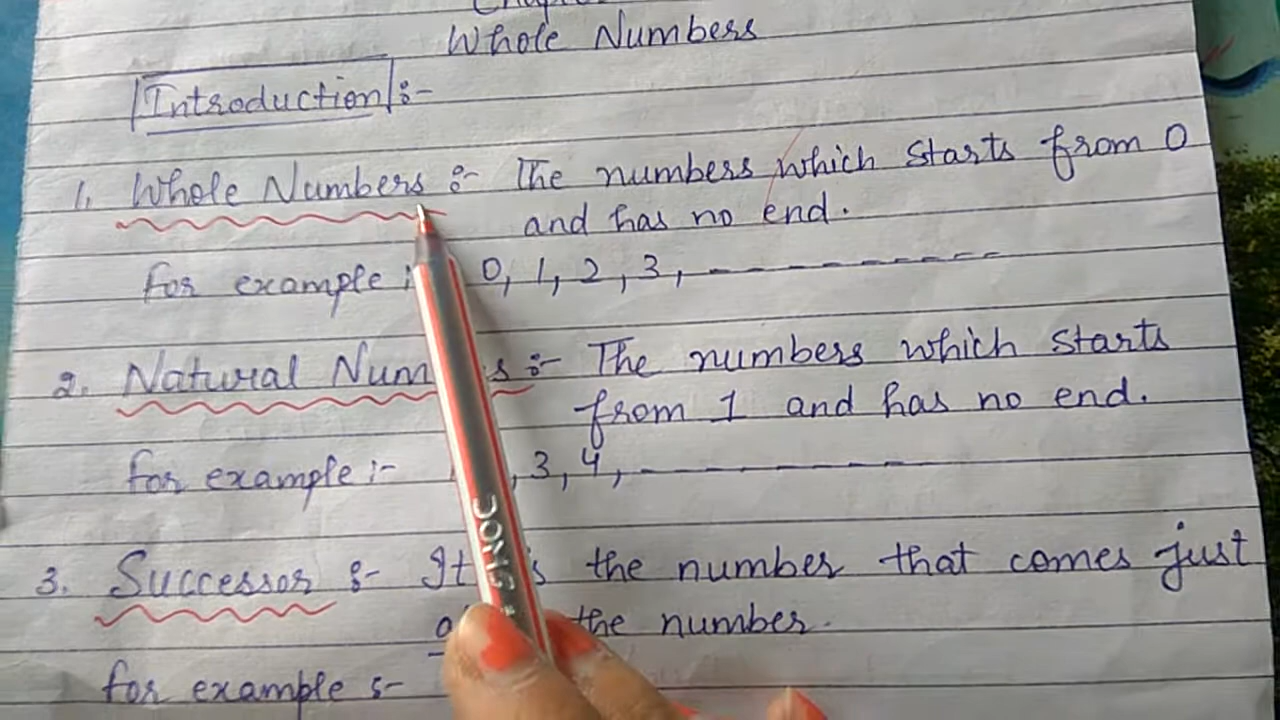 Whole Numbers
Introduction :-
1. Whole Numbers :- The numbers which starts from 0
and has no end.
for example :- 0, 1, 2, 3, ----------
2. Natural :- The numbers which starts
from 1 and has no end.
for example :- , 3, 4, ----------
3. Successor :- It is the number that comes just
the number.
for example :-